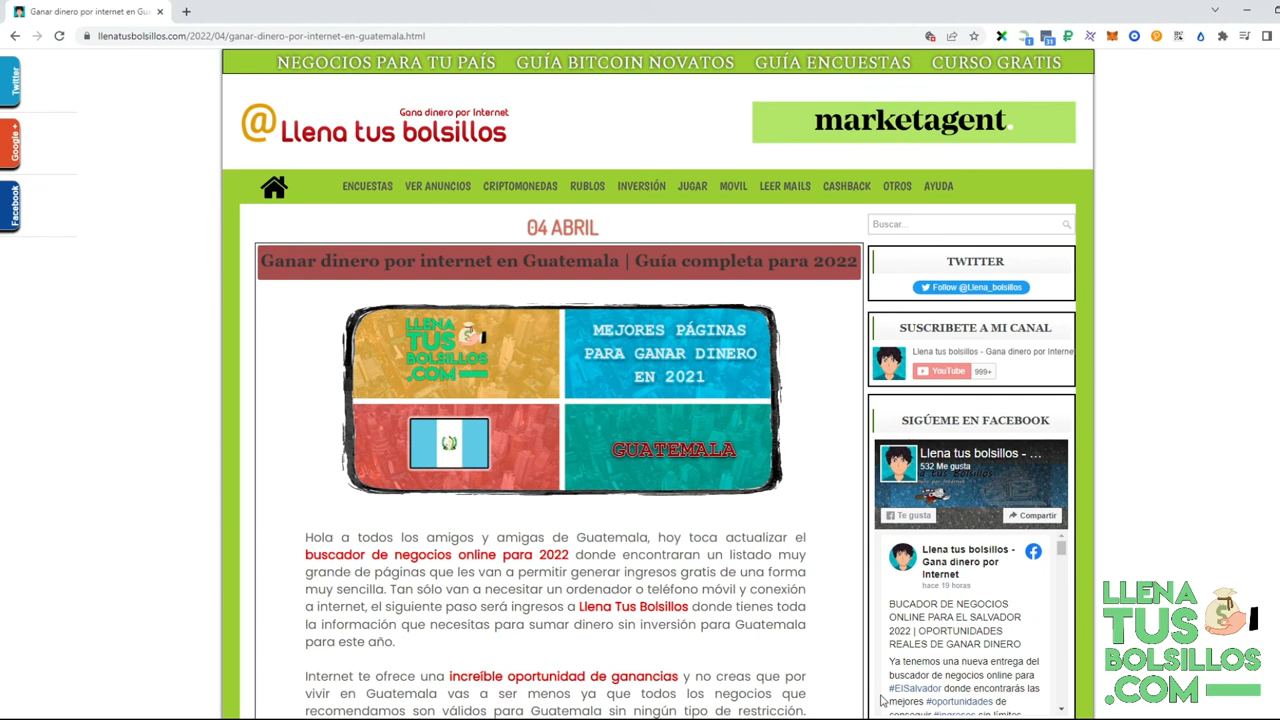 Ganar dinero por internet en Gu
llenatusbolsillos.com/2022/04/ganar-dinero-por-internet-en-guatemala.html
1
31
Twitter
Google +
Facebook
NEGOCIOS PARA TU PAÍS GUÍA BITCOIN NOVATOS GUÍA ENCUESTAS CURSO GRATIS
@ Gana dinero por Internet
Llena tus bolsillos
marketagent.
ENCUESTAS VER ANUNCIOS CRIPTOMONEDAS RUBLOS INVERSIÓN JUGAR MOVIL LEER MAILS CASHBACK OTROS AYUDA
04 ABRIL
Ganar dinero por internet en Guatemala | Guía completa para 2022
LLENA
TUS
BOLSILLOS
.COM
MEJORES PÁGINAS
PARA GANAR DINERO
EN 2021
GUATEMALA
Hola a todos los amigos y amigas de Guatemala, hoy toca actualizar el
buscador de negocios online para 2022 donde encontraran un listado muy
grande de páginas que les van a permitir generar ingresos gratis de una forma
muy sencilla. Tan sólo van a necesitar un ordenador o teléfono móvil y conexión
a internet, el siguiente paso será ingresos a Llena Tus Bolsillos donde tienes toda
la información que necesitas para sumar dinero sin inversión para Guatemala
para este año.
Internet te ofrece una increíble oportunidad de ganancias y no creas que por
vivir en Guatemala vas a ser menos ya que todos los negocios que
recomendamos son válidos para Guatemala sin ningún tipo de restricción.
Buscar...
TWITTER
Follow @Llena_bolsillos
SUSCRIBETE A MI CANAL
Llena tus bolsillos - Gana dinero por Interne
YouTube 999+
SIGÚEME EN FACEBOOK
Llena tus bolsillos - ...
532 Me gusta
Te gusta
Compartir
Llena tus bolsillos -
Gana dinero por
Internet
hace 19 horas
BUCADOR DE NEGOCIOS
ONLINE PARA EL SALVADOR
2022 | OPORTUNIDADES
REALES DE GANAR DINERO
Ya tenemos una nueva entrega del
buscador de negocios online para
#ElSalvador donde encontrarás las
mejores #oportunidades de
conseguir #ingresos sin límites
LLENA
TUS
BOLSILLOS
.COM